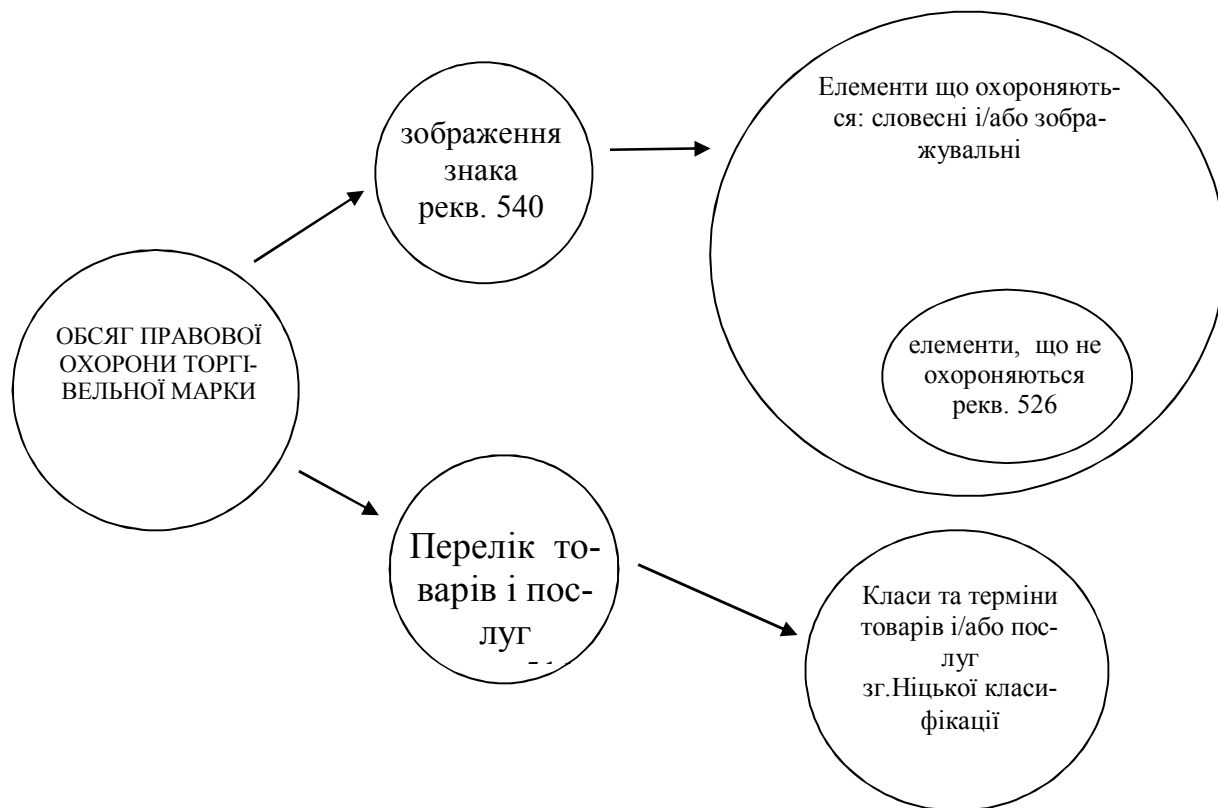 ОБСЯГ ПРАВОВОЇ
ОХОРОНИ ТОРГІ-
ВЕЛЬНОЇ МАРКИ
зображення
знака
рекв. 540
Елементи що охороняють-
ся: словесні і/або зобра-
жувальні
елементи, що не
охороняються
рекв. 526
Перелік то-
варів і пос-
луг
Класи та терміни
товарів і/або пос-
луг
зг.Ніцької класи-
фікації